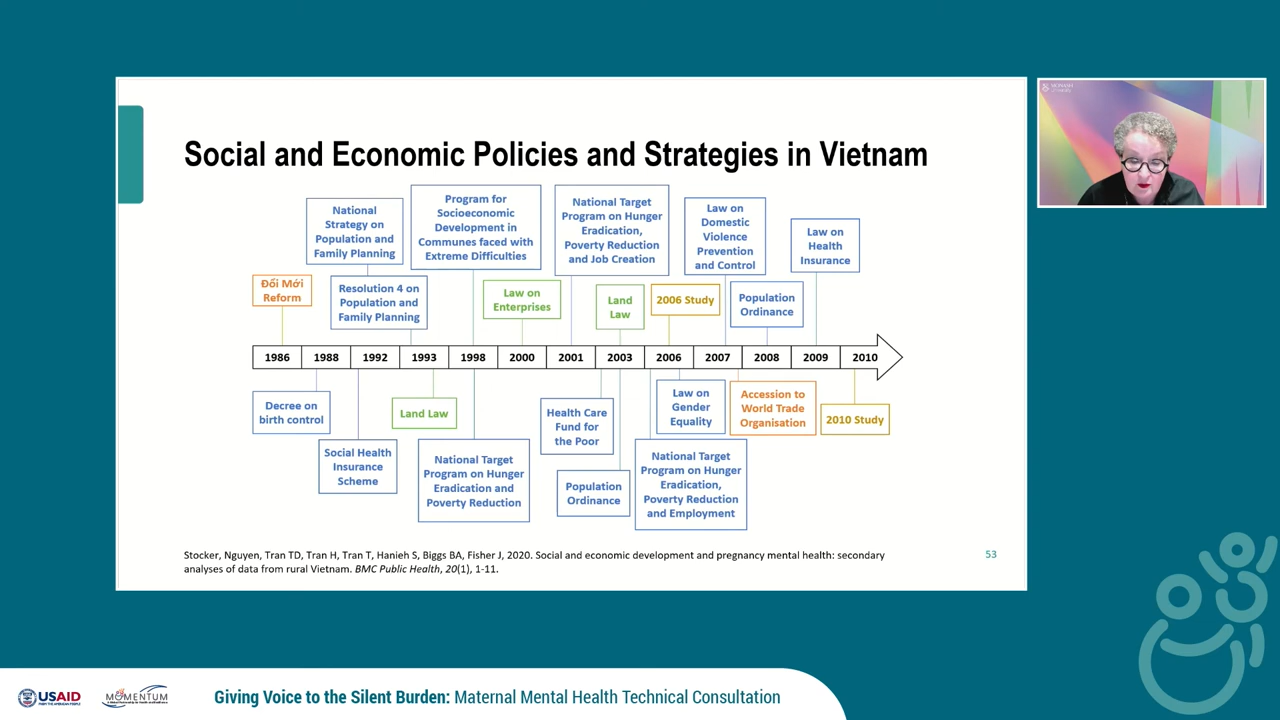 MONASH
University
Social and Economic Policies and Strategies in Vietnam
National
Strategy on
Population and
Family Planning
Program for
Socioeconomic
Development in
Communes faced with
Extreme Difficulties
National Target
Program on Hunger
Eradication,
Poverty Reduction
and Job Creation
Law on
Domestic
Violence
Prevention
and Control
Law on
Health
Insurance
Đổi Mới
Reform
Resolution 4 on
Population and
Family Planning
Law on
Enterprises
Land
Law
2006 Study
Population
Ordinance
1986 1988 1992 1993 1998 2000 2001 2003 2006 2007 2008 2009 2010
Decree on
birth control
Social Health
Insurance
Scheme
Land Law
National Target
Program on Hunger
Eradication and
Poverty Reduction
Health Care
Fund for
the Poor
Population
Ordinance
Law on
Gender
Equality
National Target
Program on Hunger
Eradication,
Poverty Reduction
and Employment
Accession to
World Trade
Organisation
2010 Study
Stocker, Nguyen, Tran TD, Tran H, Tran T, Hanieh S, Biggs BA, Fisher J, 2020. Social and economic development and pregnancy mental health: secondary
analyses of data from rural Vietnam. BMC Public Health, 20(1), 1-11.
53
USAID
FROM THE AMERICAN PEOPLE
MOMENTUM
Giving Voice to the Silent Burden: Maternal Mental Health Technical Consultation